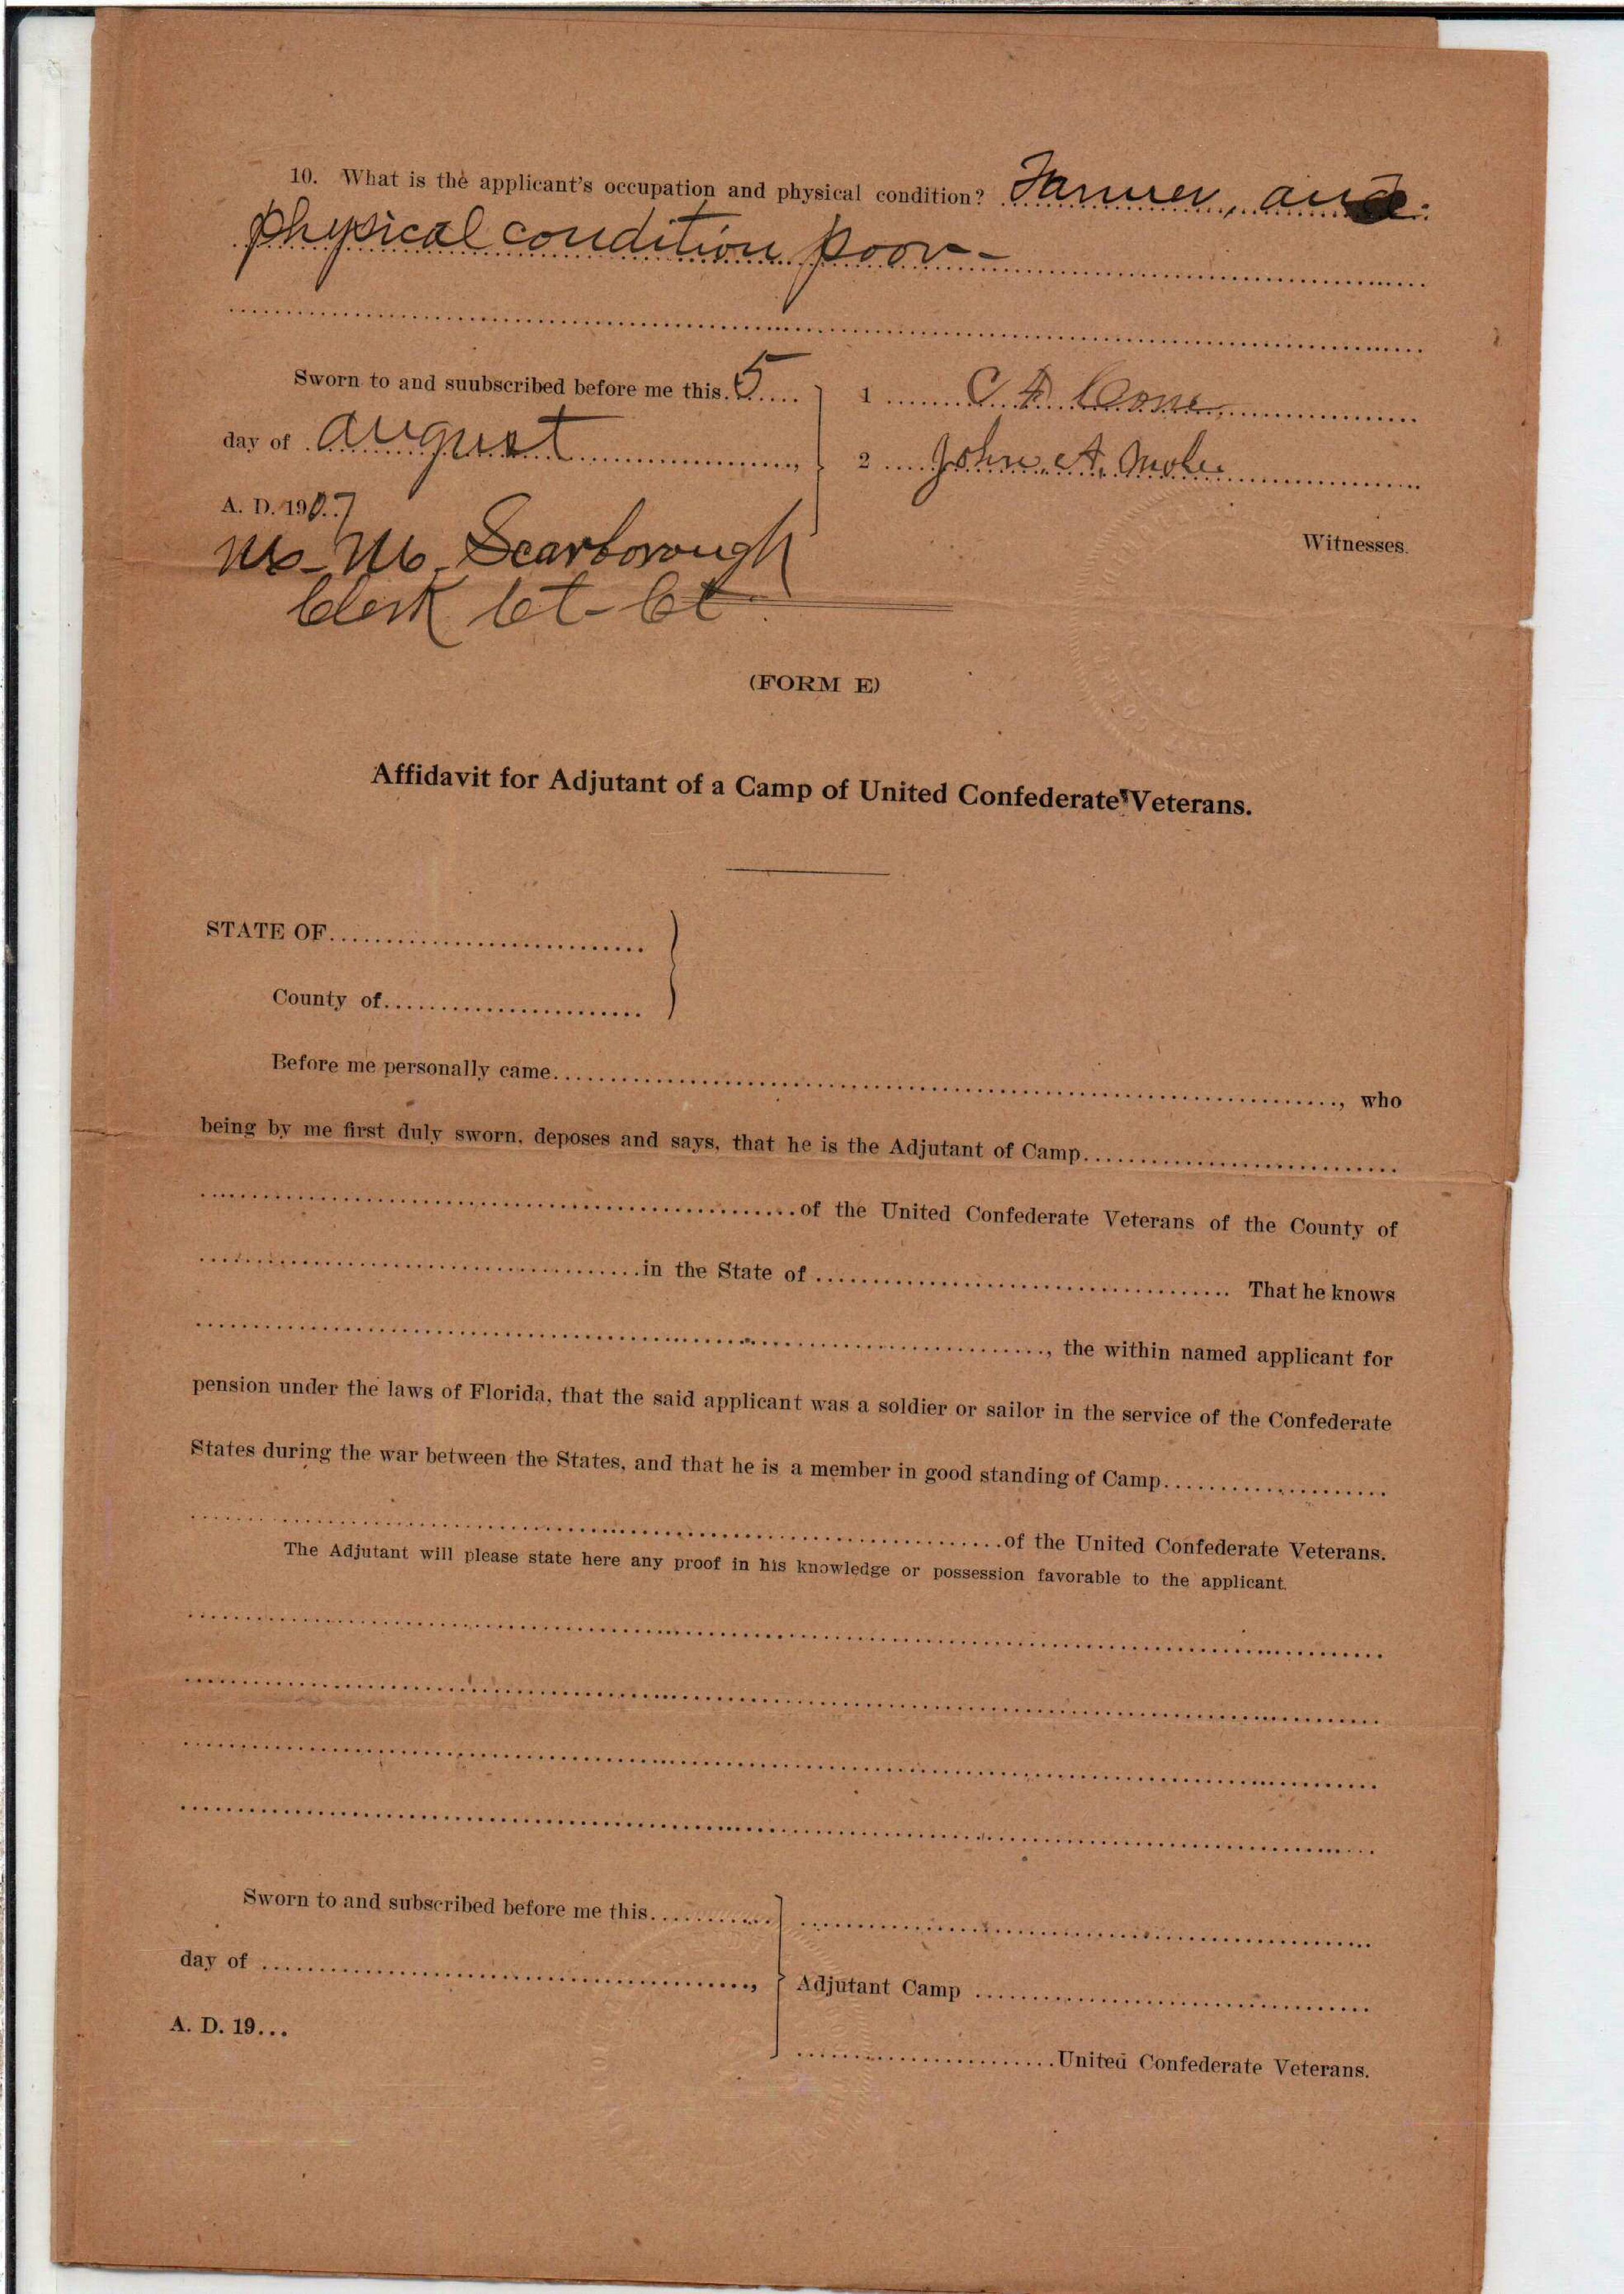 10. What is the applicant's occupation and physical condition? Farmer, and
physical condition poor-
Sworn to and suubscribed before me this 5
day of August
A. D. 1907
1 Cone
2 John A.
Witnesses.
M. M. Scarborough
Clerk Ct- Ct
(FORM E)
Affidavit for Adjutant of a Camp of United Confederate Veterans.
STATE OF
County of
Before me personally came, who
being by me first duly sworn, deposes and says, that he is the Adjutant of Camp
of the United Confederate Veterans of the County of
in the State of That he knows
, the within named applicant for
pension under the laws of Florida, that the said applicant was a soldier or sailor in the service of the Confederate
States during the war between the States, and that he is a member in good standing of Camp
of the United Confederate Veterans.
The Adjutant will please state here any proof in his knowledge or possession favorable to the applicant.
Sworn to and subscribed before me this
day of ,
Adjutant Camp
A. D. 19...
United Confederate Veterans.